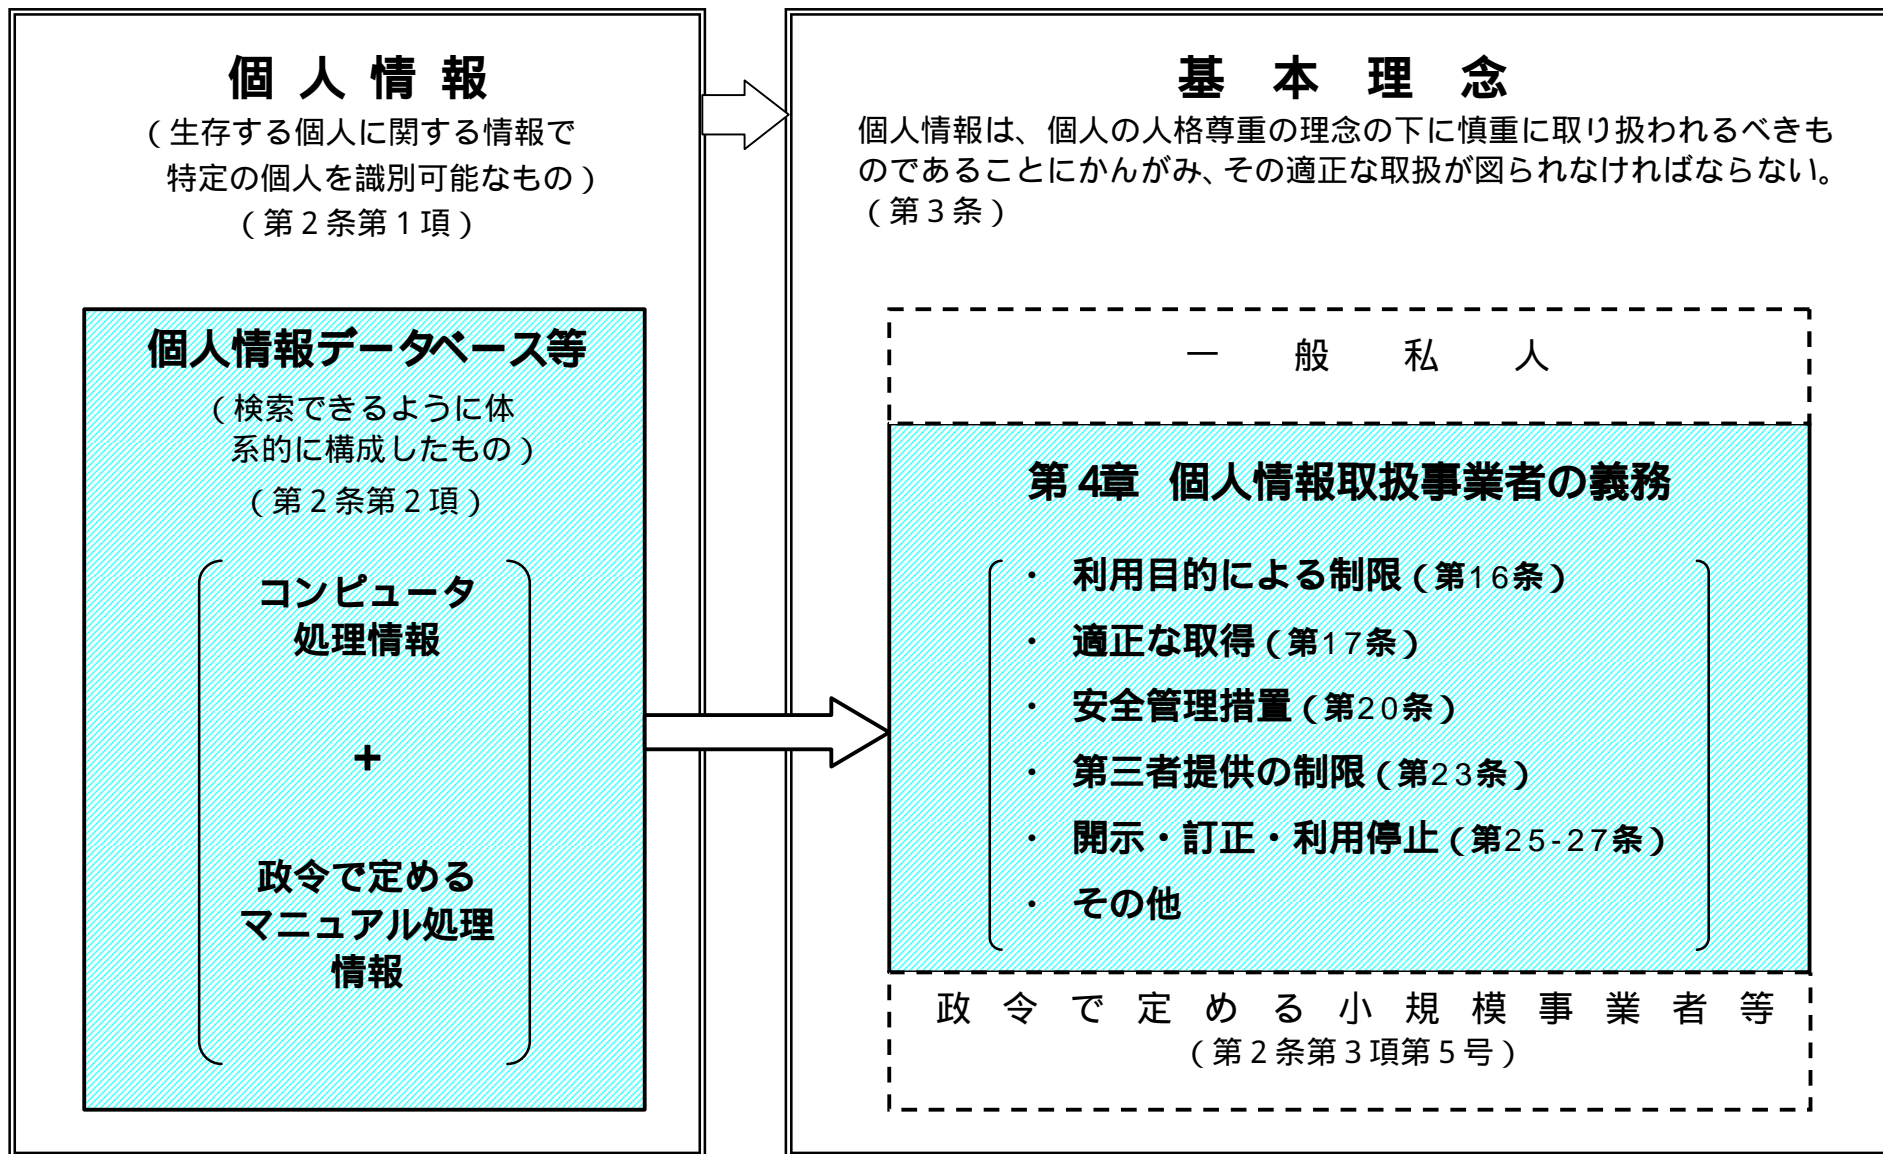 個人情報
（生存する個人に関する情報で
特定の個人を識別可能なもの）
（第2条第1項）
個人情報データベース等
（検索できるように体
系的に構成したもの）
（第2条第2項）
コンピュータ
処理情報
+
政令で定める
マニュアル処理
情報
基本理念
個人情報は、個人の人格尊重の理念の下に慎重に取り扱われるべきも
のであることにかんがみ、その適正な取扱が図られなければならない。
（第3条）
一般私人
第4章 個人情報取扱事業者の義務
・ 利用目的による制限（第16条）
・ 適正な取得（第17条）
・ 安全管理措置（第20条）
・ 第三者提供の制限（第23条）
・ 開示・訂正・利用停止（第25-27条）
・ その他
政令で定める小規模事業者等
（第2条第3項第5号）